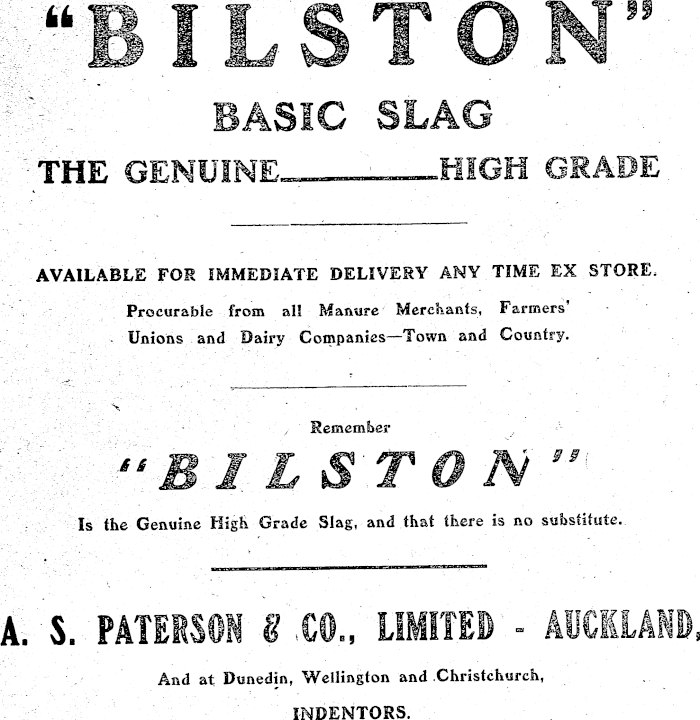 "BILSTON"
BASIC SLAG
THE GENUINE HIGH GRADE
AVAILABLE FOR IMMEDIATE DELIVERY ANY TIME EX STORE.
Procurable from all Manure Merchants, Farmers'
Unions and Dairy Companies—Town and Country.
Remember
"BILSTON"
Is the Genuine High Grade Slag, and that there is no substitute.
A. S. PATERSON & CO., LIMITED - AUCKLAND,
And at Dunedin, Wellington and Christchurch,
INDENTORS.